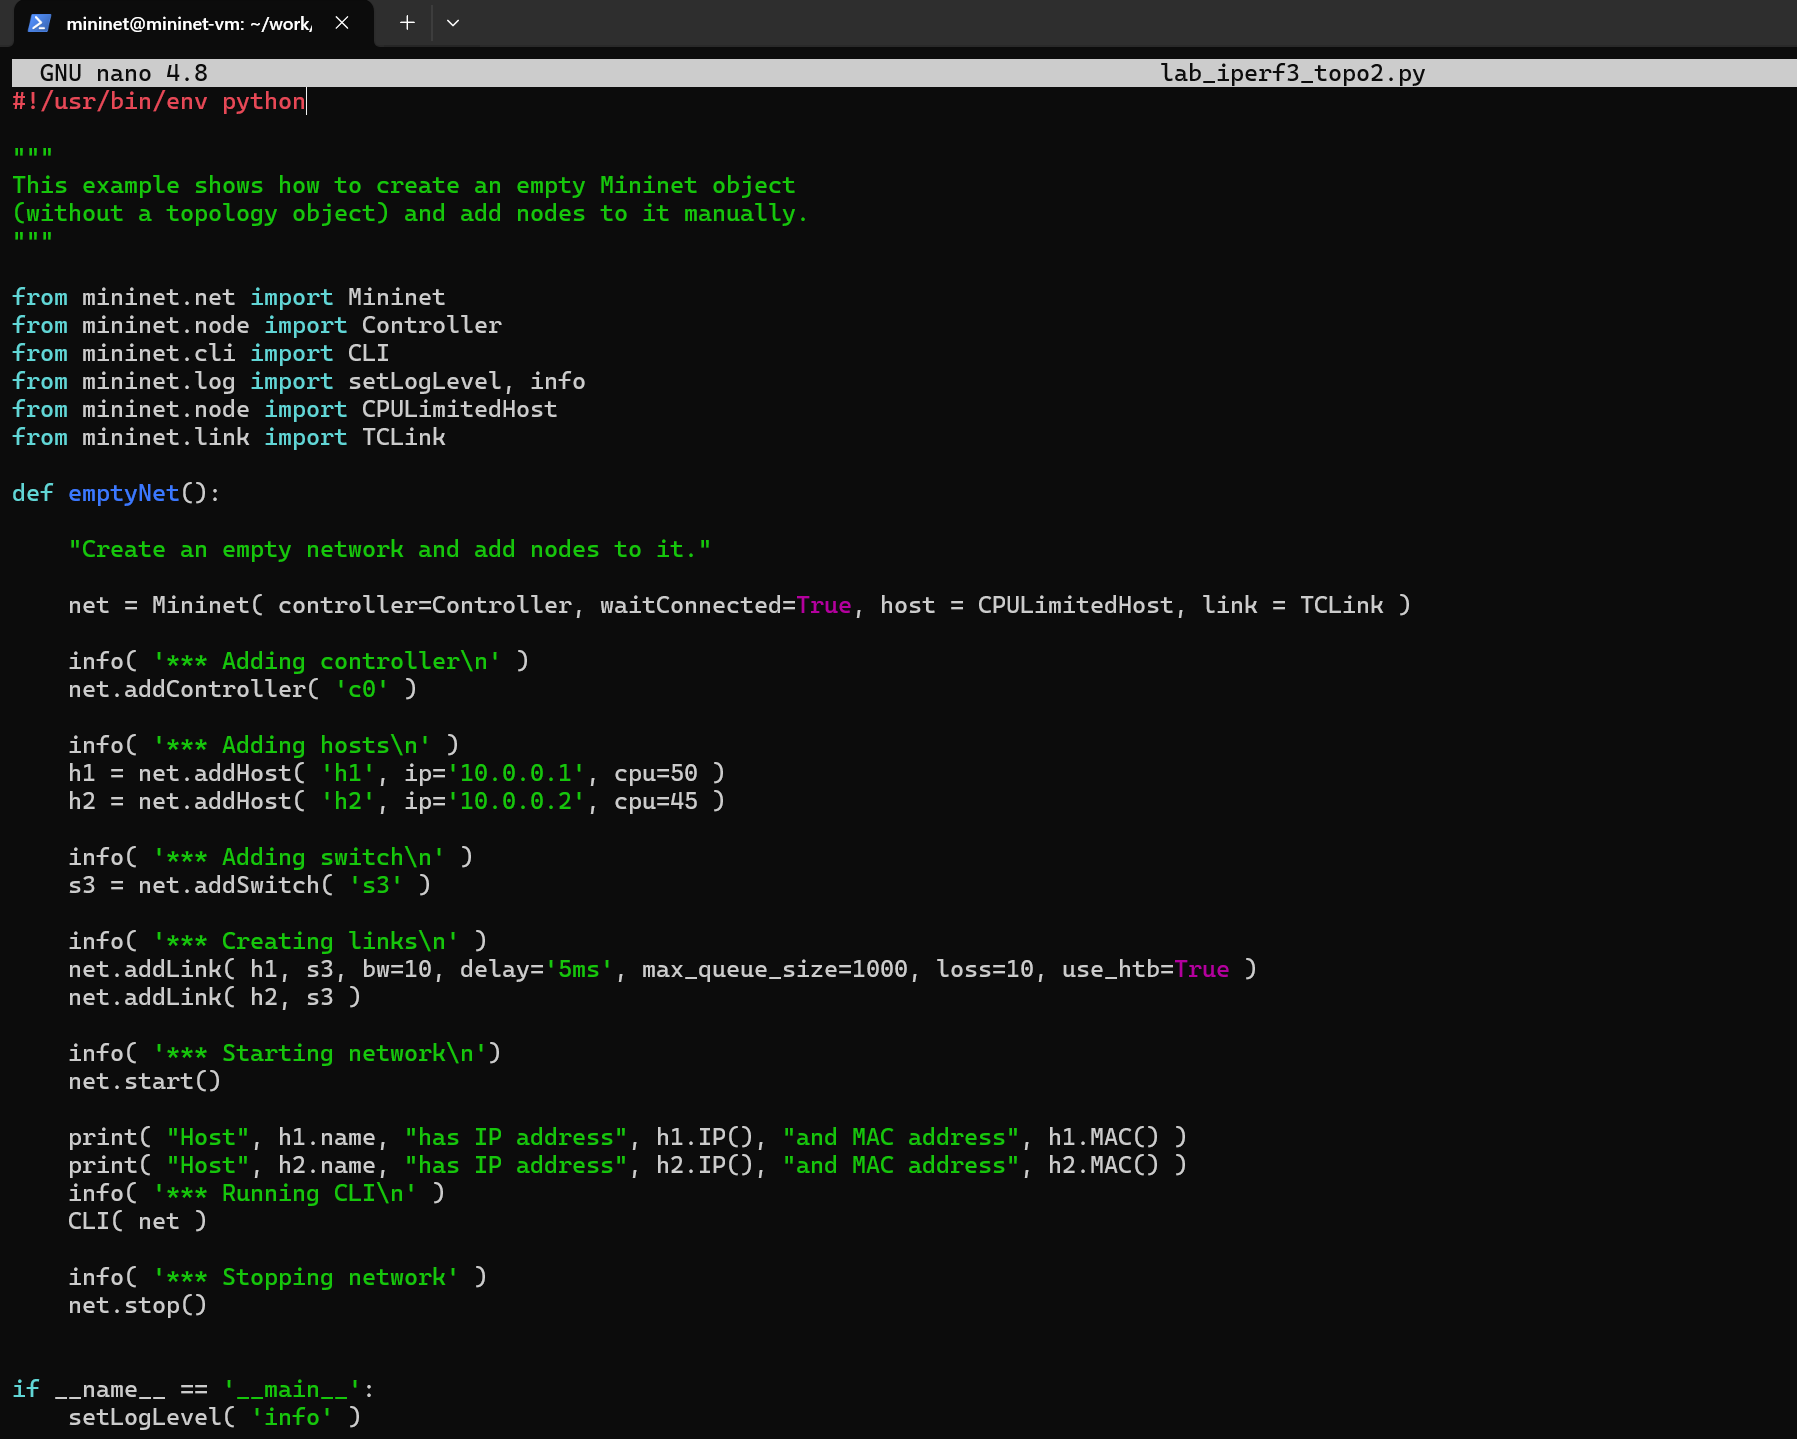 mininet@mininet-vm: ~/work/
GNU nano 4.8 lab_iperf3_topo2.py
#!/usr/bin/env python
"""
This example shows how to create an empty Mininet object
(without a topology object) and add nodes to it manually.
"""
from mininet.net import Mininet
from mininet.node import Controller
from mininet.cli import CLI
from mininet.log import setLogLevel, info
from mininet.node import CPULimitedHost
from mininet.link import TCLink
def emptyNet():
"Create an empty network and add nodes to it."
net = Mininet( controller=Controller, waitConnected=True, host = CPULimitedHost, link = TCLink )
info( '*** Adding controller\n' )
net.addController( 'c0' )
info( '*** Adding hosts\n' )
h1 = net.addHost( 'h1', ip='10.0.0.1', cpu=50 )
h2 = net.addHost( 'h2', ip='10.0.0.2', cpu=45 )
info( '*** Adding switch\n' )
s3 = net.addSwitch( 's3' )
info( '*** Creating links\n' )
net.addLink( h1, s3, bw=10, delay='5ms', max_queue_size=1000, loss=10, use_htb=True )
net.addLink( h2, s3 )
info( '*** Starting network\n')
net.start()
print( "Host", h1.name, "has IP address", h1.IP(), "and MAC address", h1.MAC() )
print( "Host", h2.name, "has IP address", h2.IP(), "and MAC address", h2.MAC() )
info( '*** Running CLI\n' )
CLI( net )
info( '*** Stopping network' )
net.stop()
if __name__ == '__main__':
setLogLevel( 'info' )